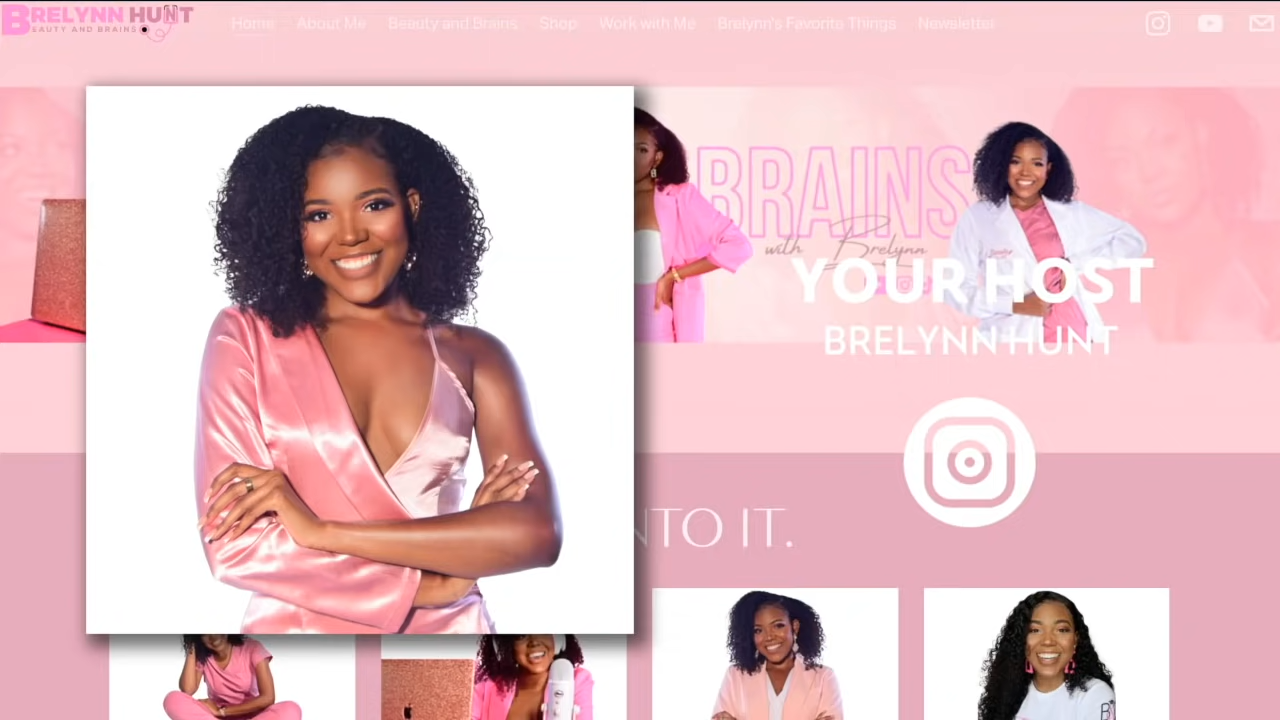 BRELYNN HUNT
BEAUTY AND BRAINS
Home About Me Beauty and Brains Shop Work with Me Brelynn's Favorite Things Newsletter
BRAINS
with Brelynn
YOUR HOST
BRELYNN HUNT
NTO IT.